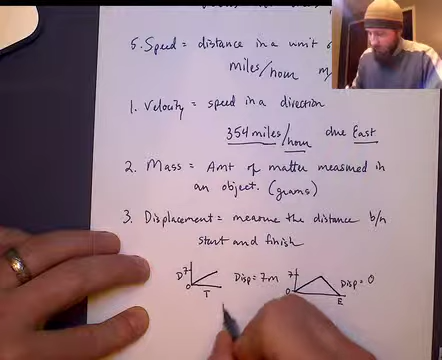 5. Speed = distance in a unit
miles/hour
1. Velocity = speed in a direction
354 miles/hour due East
2. Mass = Amt of matter measured in
an object. (grams)
3. Displacement = measure the distance b/n
start and finish
D 7 0 T Disp = 7m 7 0 E Disp = 0